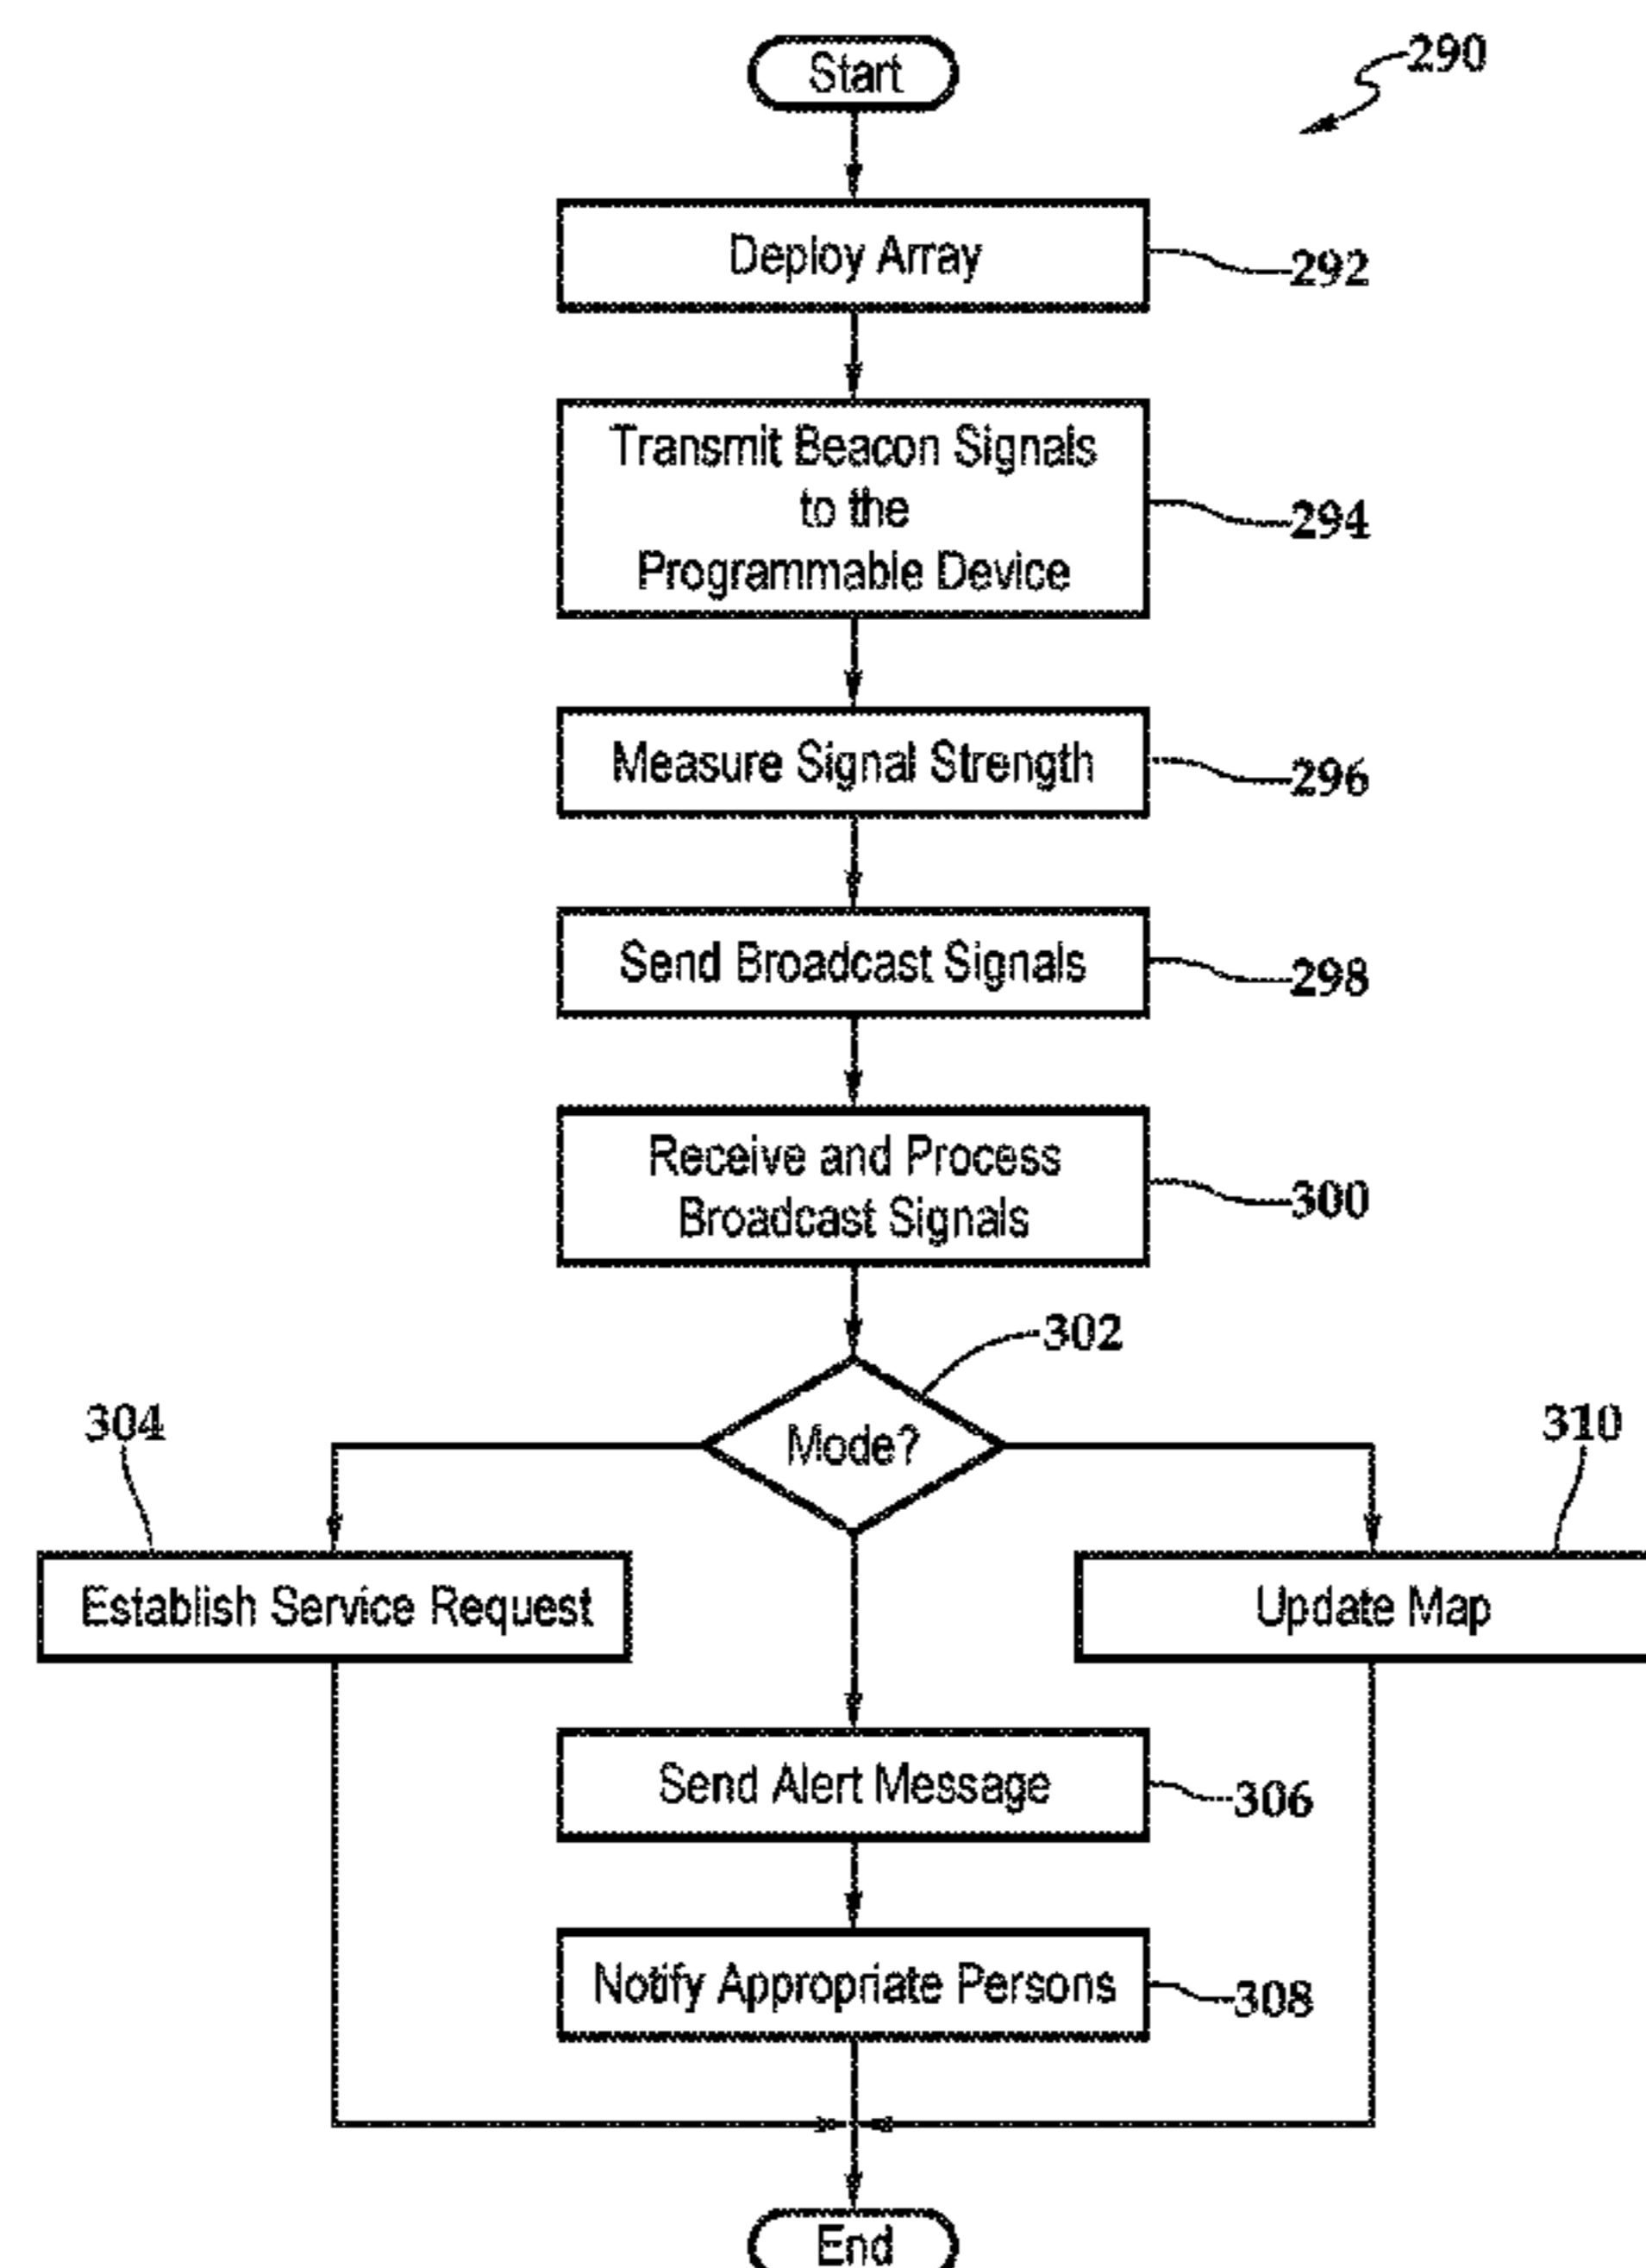 Start
290
Deploy Array
292
Transmit Beacon Signals
to the
Programmable Device
294
Measure Signal Strength
296
Send Broadcast Signals
298
Receive and Process
Broadcast Signals
300
302
Mode?
304
310
Establish Service Request
Update Map
Send Alert Message
306
Notify Appropriate Persons
308
End